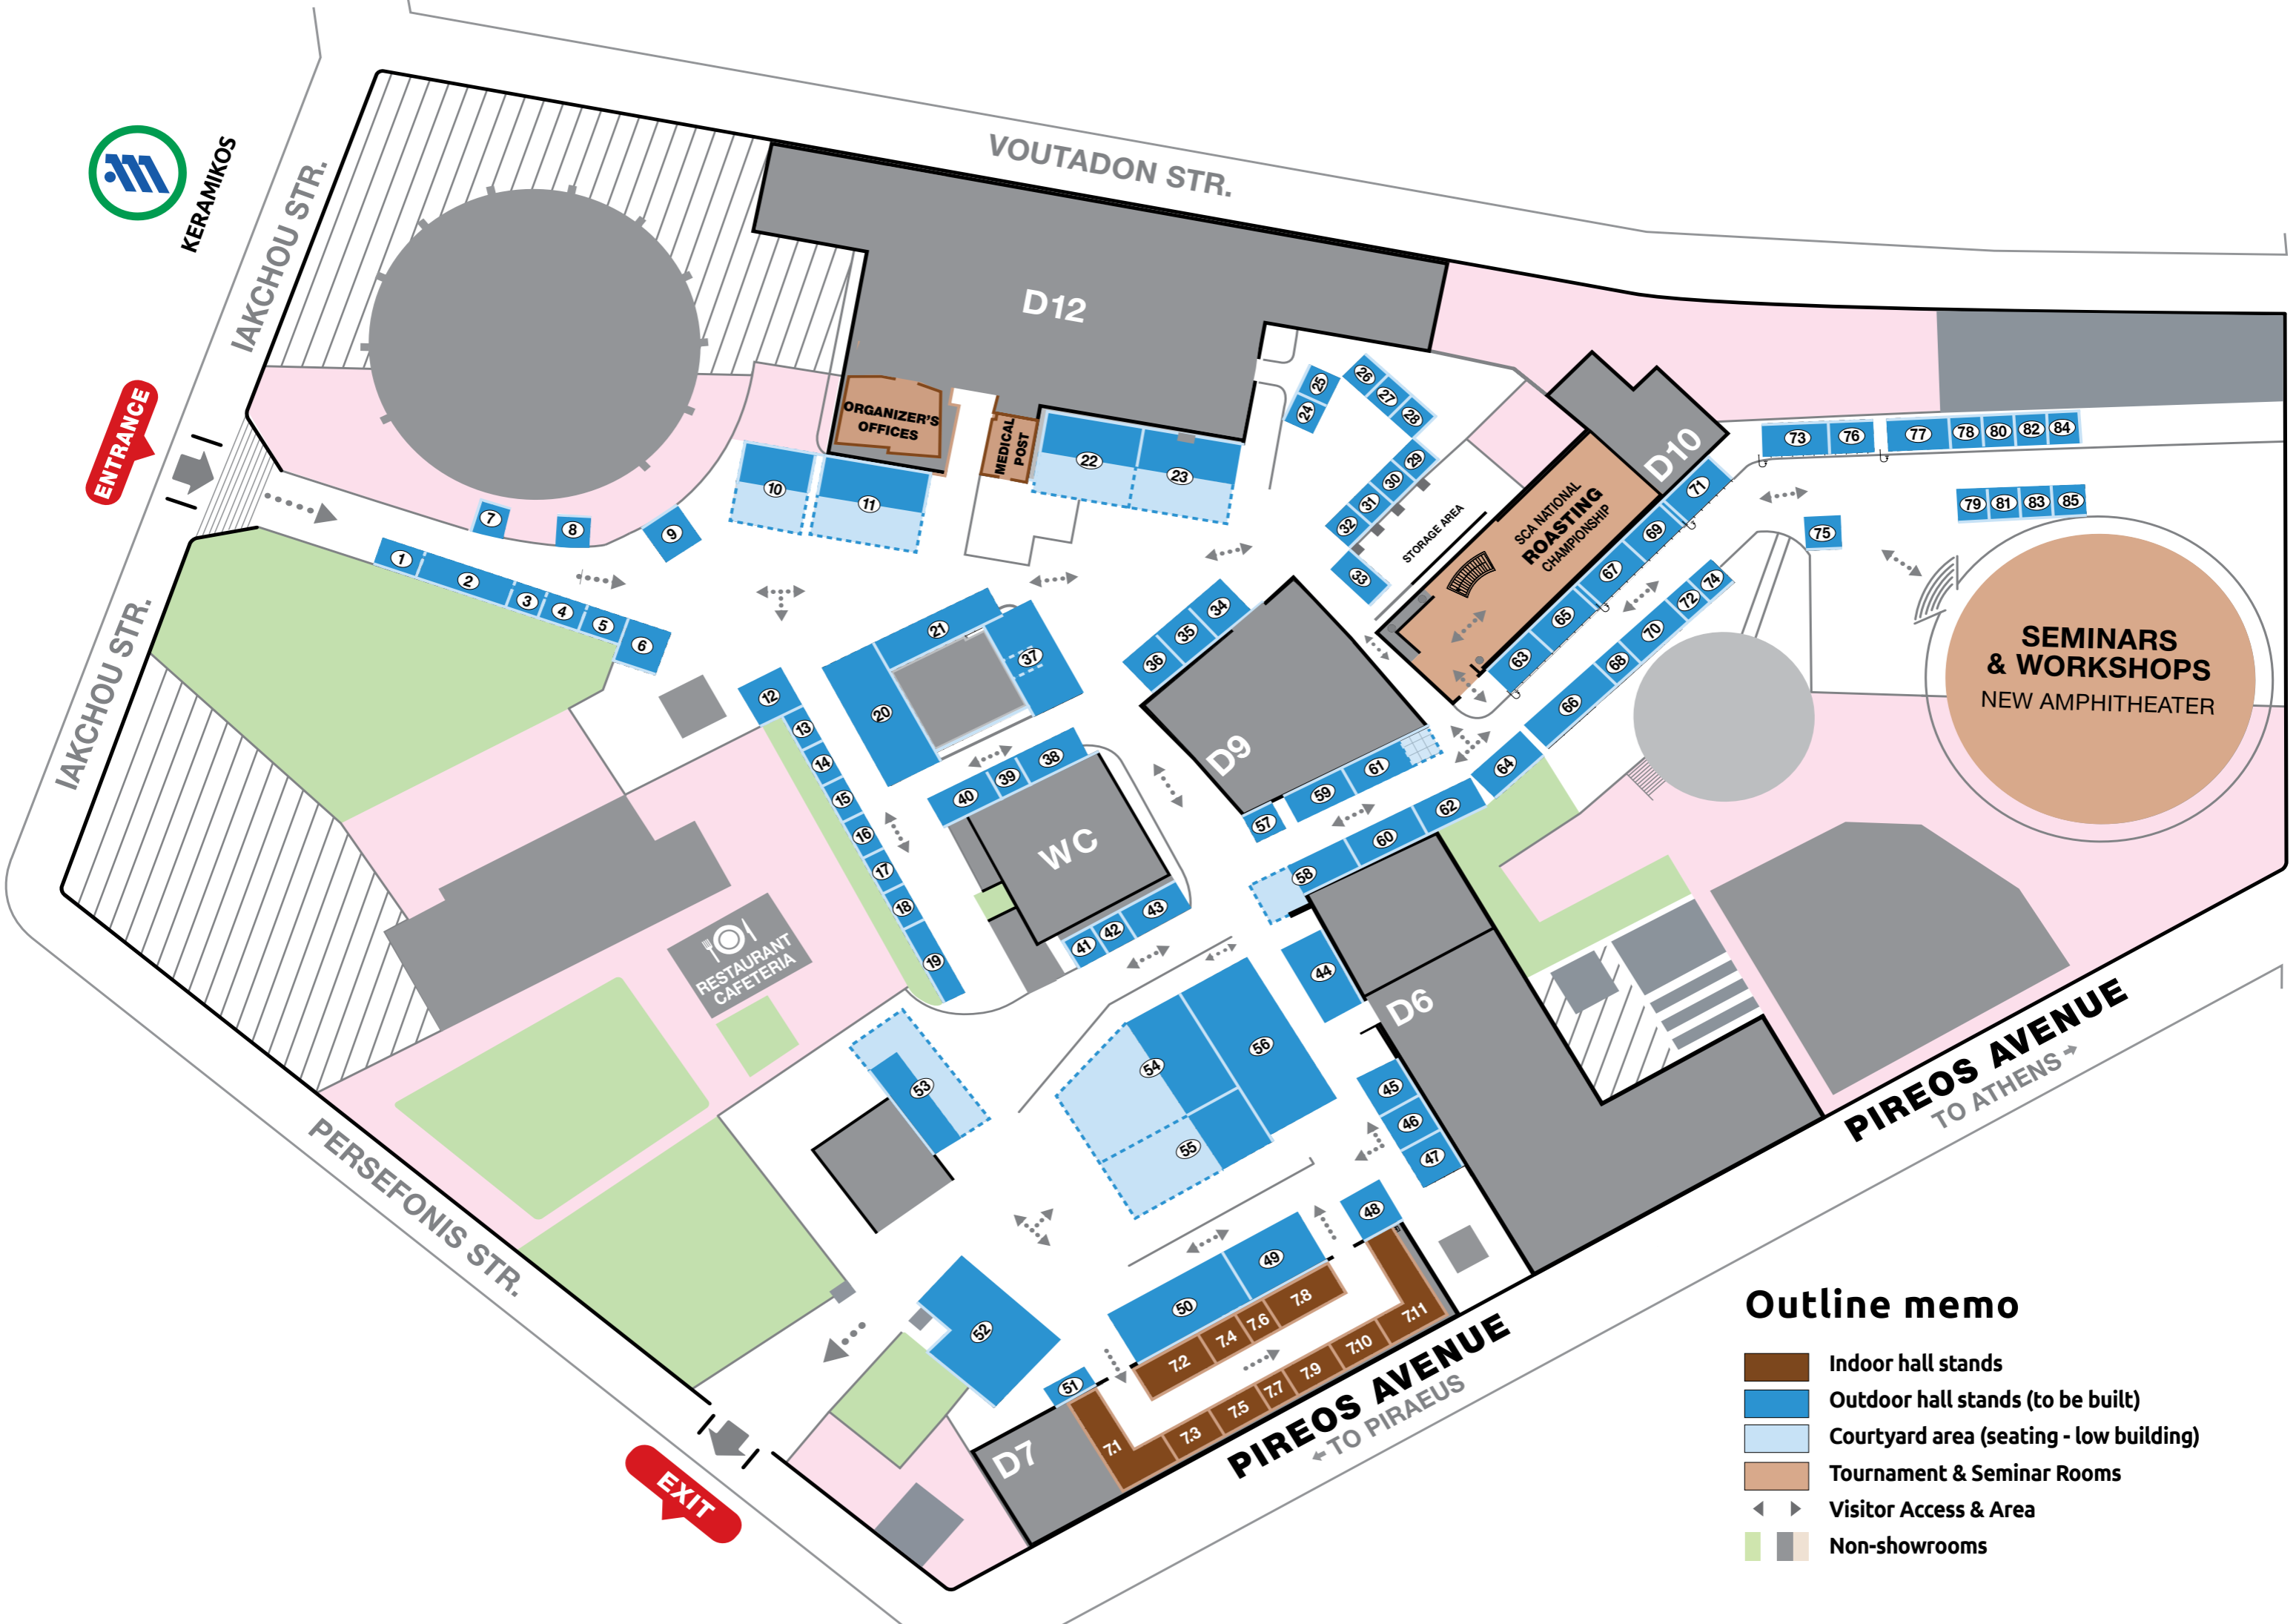 VOUTADON STR.
KERAMIKOS
IAKCHOU STR.
ENTRANCE
D12
ORGANIZER'S
OFFICES
MEDICAL
POST
D10
SCA NATIONAL
ROASTING
CHAMPIONSHIP
STORAGE AREA
SEMINARS
& WORKSHOPS
NEW AMPHITHEATER
1
2
3
4
5
6
7
8
9
10
11
12
13
14
15
16
17
18
19
20
21
22
23
24
25
26
27
28
29
30
31
32
33
34
35
36
37
38
39
40
41
42
43
44
45
46
47
48
49
50
51
52
53
54
55
56
57
58
59
60
61
62
63
64
65
66
67
68
69
70
71
72
73
74
75
76
77
78
79
80
81
82
83
84
85
IAKCHOU STR.
D9
WC
RESTAURANT
CAFETERIA
D6
D7
7.1
7.2
7.3
7.4
7.5
7.6
7.7
7.8
7.9
7.10
7.11
PERSEFONIS STR.
EXIT
PIREOS AVENUE
TO ATHENS →
PIREOS AVENUE
← TO PIRAEUS
Outline memo
Indoor hall stands
Outdoor hall stands (to be built)
Courtyard area (seating - low building)
Tournament & Seminar Rooms
Visitor Access & Area
Non-showrooms